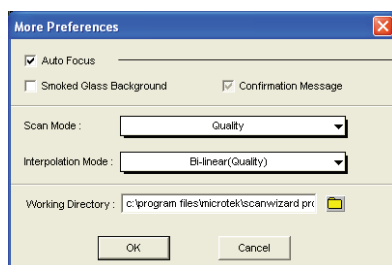 More Preferences
Auto Focus
Smoked Glass Background Confirmation Message
Scan Mode : Quality
Interpolation Mode : Bi-linear(Quality)
Working Directory : c:\program files\microtek\scanwizard pro
OK Cancel